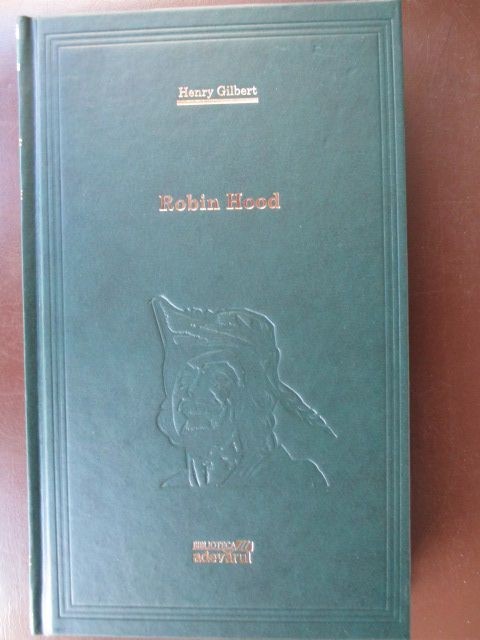 Henry Gilbert
Robin Hood
BIBLIOTECA
adevărul